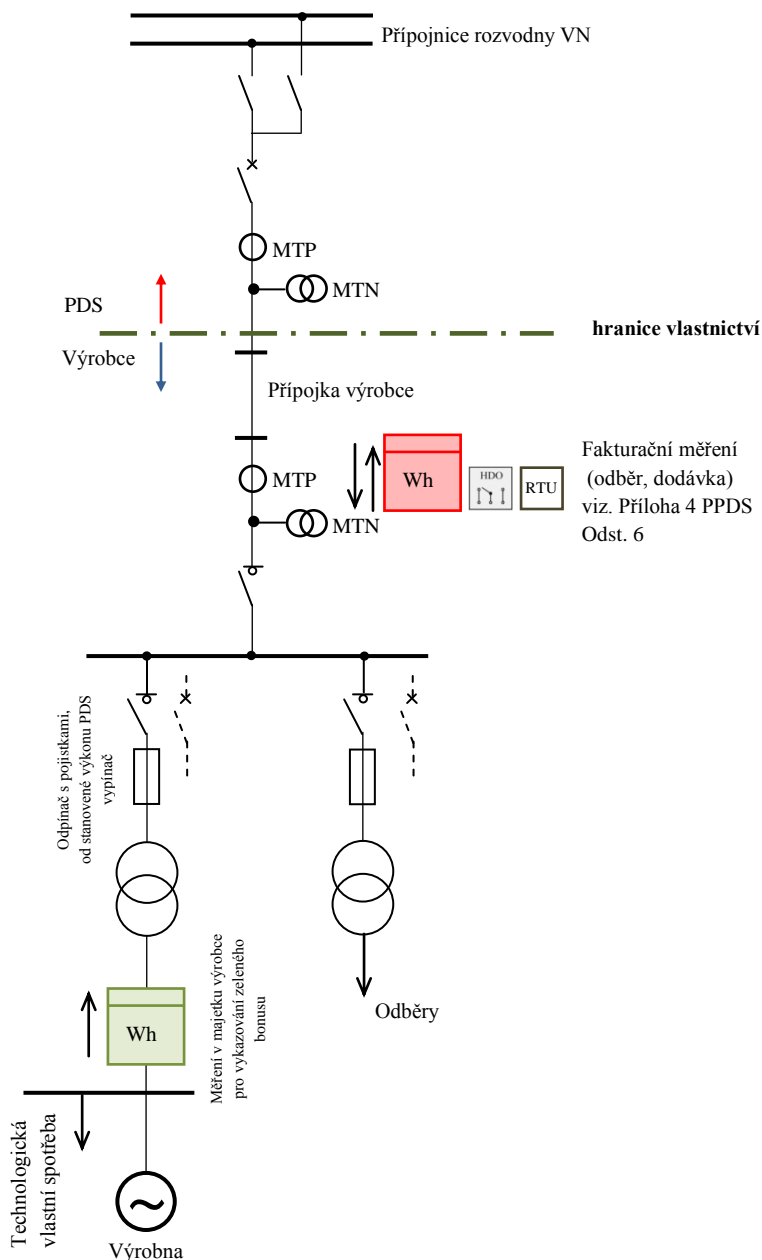 Přípojnice rozvodny VN
MTP
MTN
PDS
hranice vlastnictví
Výrobce
Přípojka výrobce
MTP
Wh
HDO
RTU
Fakturační měření
(odběr, dodávka)
viz. Příloha 4 PPDS
Odst. 6
MTN
Odpínač s pojistkami,
od stanovené výkonu PDS
vypínač
Odběry
Wh
Měření v majetku výrobce
pro vykazování zeleného
bonusu
Technologická
vlastní spotřeba
Výrobna